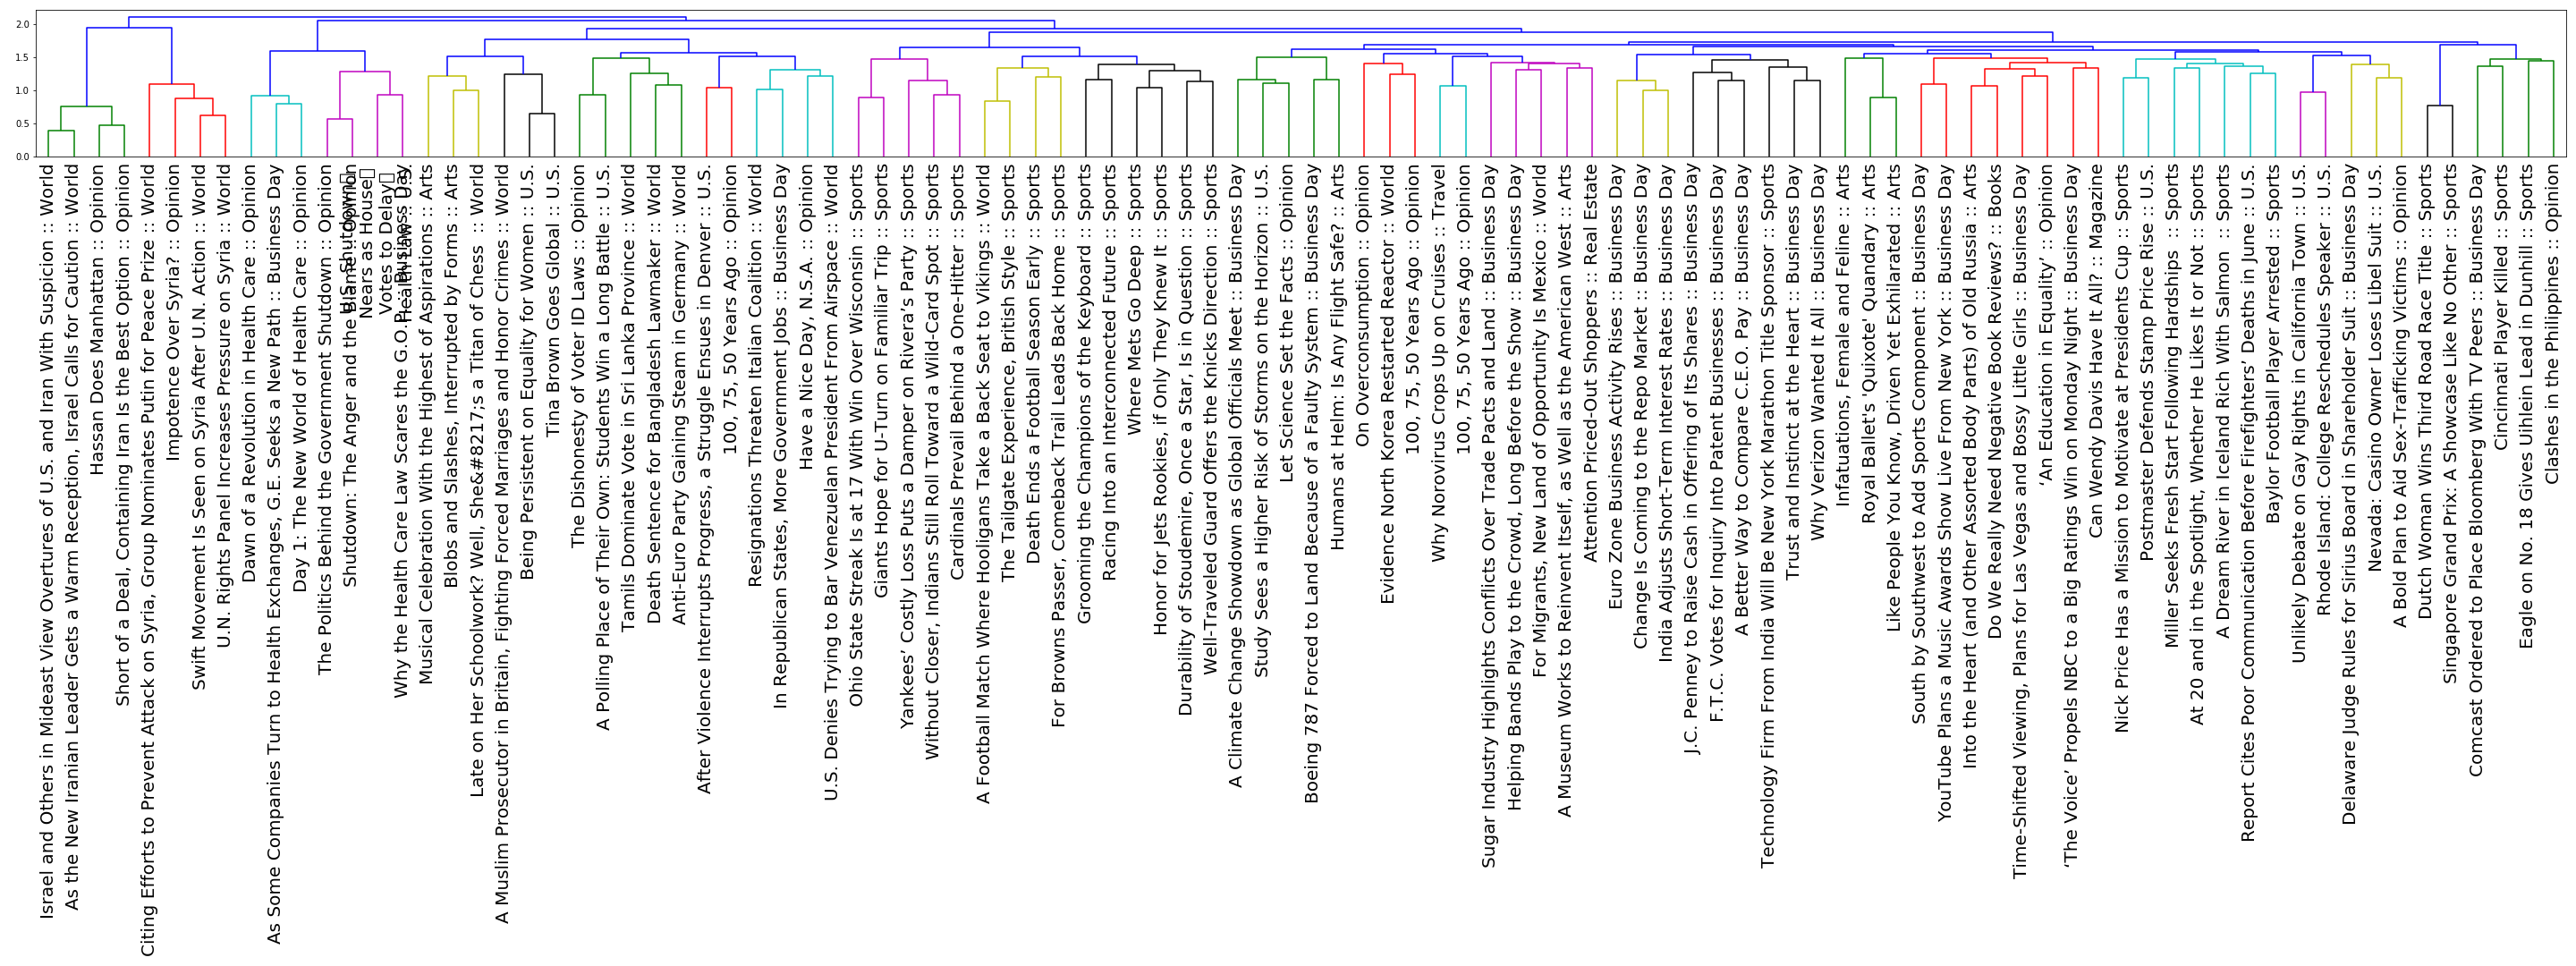 2.0
1.5
1.0
0.5
0.0
Israel and Others in Mideast View Overtures of U.S. and Iran With Suspicion :: World
As the New Iranian Leader Gets a Warm Reception, Israel Calls for Caution :: World
Hassan Does Manhattan :: Opinion
Short of a Deal, Containing Iran Is the Best Option :: Opinion
Citing Efforts to Prevent Attack on Syria, Group Nominates Putin for Peace Prize :: World
Impotence Over Syria? :: Opinion
Swift Movement Is Seen on Syria After U.N. Action :: World
U.N. Rights Panel Increases Pressure on Syria :: World
Dawn of a Revolution in Health Care :: Opinion
As Some Companies Turn to Health Exchanges, G.E. Seeks a New Path :: Business Day
Day 1: The New World of Health Care :: Opinion
The Politics Behind the Government Shutdown :: Opinion
Shutdown: The Anger and the Blame :: Opinion
U.S. Shutdown
Nears as House
Votes to Delay
Health Law :: U.S.
Why the Health Care Law Scares the G.O.P. :: Business Day
Musical Celebration With the Highest of Aspirations :: Arts
Blobs and Slashes, Interrupted by Forms :: Arts
Late on Her Schoolwork? Well, She&#8217;s a Titan of Chess :: World
A Muslim Prosecutor in Britain, Fighting Forced Marriages and Honor Crimes :: World
Being Persistent on Equality for Women :: U.S.
Tina Brown Goes Global :: U.S.
The Dishonesty of Voter ID Laws :: Opinion
A Polling Place of Their Own: Students Win a Long Battle :: U.S.
Tamils Dominate Vote in Sri Lanka Province :: World
Death Sentence for Bangladesh Lawmaker :: World
Anti-Euro Party Gaining Steam in Germany :: World
After Violence Interrupts Progress, a Struggle Ensues in Denver :: U.S.
100, 75, 50 Years Ago :: Opinion
Resignations Threaten Italian Coalition :: World
In Republican States, More Government Jobs :: Business Day
Have a Nice Day, N.S.A. :: Opinion
U.S. Denies Trying to Bar Venezuelan President From Airspace :: World
Ohio State Streak Is at 17 With Win Over Wisconsin :: Sports
Giants Hope for U-Turn on Familiar Trip :: Sports
Yankees’ Costly Loss Puts a Damper on Rivera’s Party :: Sports
Without Closer, Indians Still Roll Toward a Wild-Card Spot :: Sports
Cardinals Prevail Behind a One-Hitter :: Sports
A Football Match Where Hooligans Take a Back Seat to Vikings :: World
The Tailgate Experience, British Style :: Sports
Death Ends a Football Season Early :: Sports
For Browns Passer, Comeback Trail Leads Back Home :: Sports
Grooming the Champions of the Keyboard :: Sports
Racing Into an Interconnected Future :: Sports
Where Mets Go Deep :: Sports
Honor for Jets Rookies, if Only They Knew It :: Sports
Durability of Stoudemire, Once a Star, Is in Question :: Sports
Well-Traveled Guard Offers the Knicks Direction :: Sports
A Climate Change Showdown as Global Officials Meet :: Business Day
Study Sees a Higher Risk of Storms on the Horizon :: U.S.
Let Science Set the Facts :: Opinion
Boeing 787 Forced to Land Because of a Faulty System :: Business Day
Humans at Helm: Is Any Flight Safe? :: Arts
On Overconsumption :: Opinion
Evidence North Korea Restarted Reactor :: World
100, 75, 50 Years Ago :: Opinion
Why Norovirus Crops Up on Cruises :: Travel
100, 75, 50 Years Ago :: Opinion
Sugar Industry Highlights Conflicts Over Trade Pacts and Land :: Business Day
Helping Bands Play to the Crowd, Long Before the Show :: Business Day
For Migrants, New Land of Opportunity Is Mexico :: World
A Museum Works to Reinvent Itself, as Well as the American West :: Arts
Attention Priced-Out Shoppers :: Real Estate
Euro Zone Business Activity Rises :: Business Day
Change Is Coming to the Repo Market :: Business Day
India Adjusts Short-Term Interest Rates :: Business Day
J.C. Penney to Raise Cash in Offering of Its Shares :: Business Day
F.T.C. Votes for Inquiry Into Patent Businesses :: Business Day
A Better Way to Compare C.E.O. Pay :: Business Day
Technology Firm From India Will Be New York Marathon Title Sponsor :: Sports
Trust and Instinct at the Heart :: Business Day
Why Verizon Wanted It All :: Business Day
Infatuations, Female and Feline :: Arts
Royal Ballet's 'Quixote' Quandary :: Arts
Like People You Know, Driven Yet Exhilarated :: Arts
South by Southwest to Add Sports Component :: Business Day
YouTube Plans a Music Awards Show Live From New York :: Business Day
Into the Heart (and Other Assorted Body Parts) of Old Russia :: Arts
Do We Really Need Negative Book Reviews? :: Books
Time-Shifted Viewing, Plans for Las Vegas and Bossy Little Girls :: Business Day
‘An Education in Equality’ :: Opinion
‘The Voice’ Propels NBC to a Big Ratings Win on Monday Night :: Business Day
Can Wendy Davis Have It All? :: Magazine
Nick Price Has a Mission to Motivate at Presidents Cup :: Sports
Postmaster Defends Stamp Price Rise :: U.S.
Miller Seeks Fresh Start Following Hardships :: Sports
At 20 and in the Spotlight, Whether He Likes It or Not :: Sports
A Dream River in Iceland Rich With Salmon :: Sports
Report Cites Poor Communication Before Firefighters’ Deaths in June :: U.S.
Baylor Football Player Arrested :: Sports
Unlikely Debate on Gay Rights in California Town :: U.S.
Rhode Island: College Reschedules Speaker :: U.S.
Delaware Judge Rules for Sirius Board in Shareholder Suit :: Business Day
Nevada: Casino Owner Loses Libel Suit :: U.S.
A Bold Plan to Aid Sex-Trafficking Victims :: Opinion
Dutch Woman Wins Third Road Race Title :: Sports
Singapore Grand Prix: A Showcase Like No Other :: Sports
Comcast Ordered to Place Bloomberg With TV Peers :: Business Day
Cincinnati Player Killed :: Sports
Eagle on No. 18 Gives Uihlein Lead in Dunhill :: Sports
Clashes in the Philippines :: Opinion